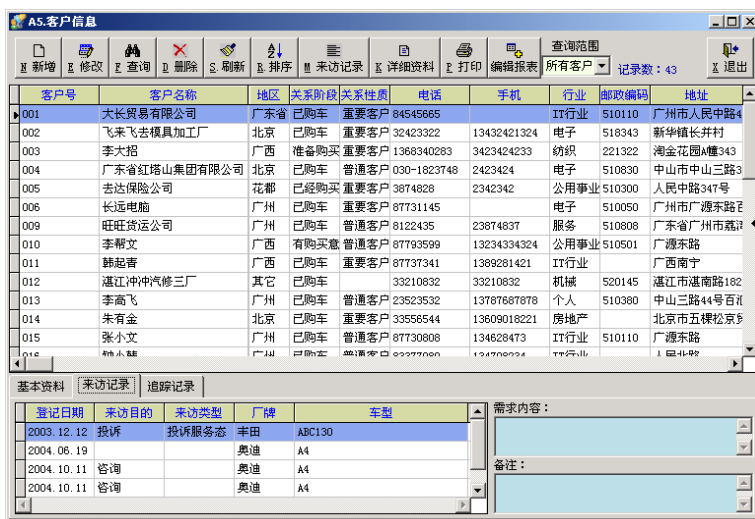 A5.客户信息
N 新增 E 修改 F 查询 D 删除 S.刷新 B.排序 M 来访记录 K 详细资料 P 打印 编辑报表 查询范围 所有客户 记录数：43 X 退出
客户号 客户名称 地区 关系阶段 关系性质 电话 手机 行业 邮政编码 地址
001 大长贸易有限公司 广东省 已购车 重要客户 84545665 IT行业 510110 广州市人民中路4
002 飞来飞去模具加工厂 北京 已购车 重要客户 32423322 13432421324 电子 518343 新华镇长并村
003 李大招 广西 准备购买 重要客户 1368340283 3423424233 纺织 221322 淘金花园A幢343
004 广东省红塔山集团有限公司 北京 已购车 普通客户 030-1823748 2423424 电子 510830 中山市中山三路3
005 去达保险公司 花都 已经购买 重要客户 3874828 2342342 公用事业 510300 人民中路347号
006 长远电脑 广州 已购车 重要客户 87731145 电子 510050 广州市广源东路
009 旺旺货运公司 广州 已购车 普通客户 8122435 23874837 服务 510808 广东省广州市荔
010 李帮文 广西 有购买意 普通客户 87793599 13234334324 公用事业 510501 广源东路
011 韩起青 广西 已购车 重要客户 87737341 1389281421 IT行业 广西南宁
012 湛江冲冲汽修三厂 其它 已购车 33210832 33210832 机械 520145 湛江市湛南路182
013 李高飞 广州 已购车 普通客户 23523532 13787687878 个人 510380 中山三路44号百
014 朱有金 北京 已购车 重要客户 33556544 13609018221 房地产 北京市五棵松京
015 张小文 广州 已购车 重要客户 87730808 134628473 IT行业 510110 广源东路
基本资料 来访记录 追踪记录
登记日期 来访目的 来访类型 厂牌 车型 需求内容：
2003.12.12 投诉 投诉服务态 丰田 ABC130
2004.06.19 奥迪 A4
2004.10.11 咨询 奥迪 A4 备注：
2004.10.11 咨询 奥迪 A4